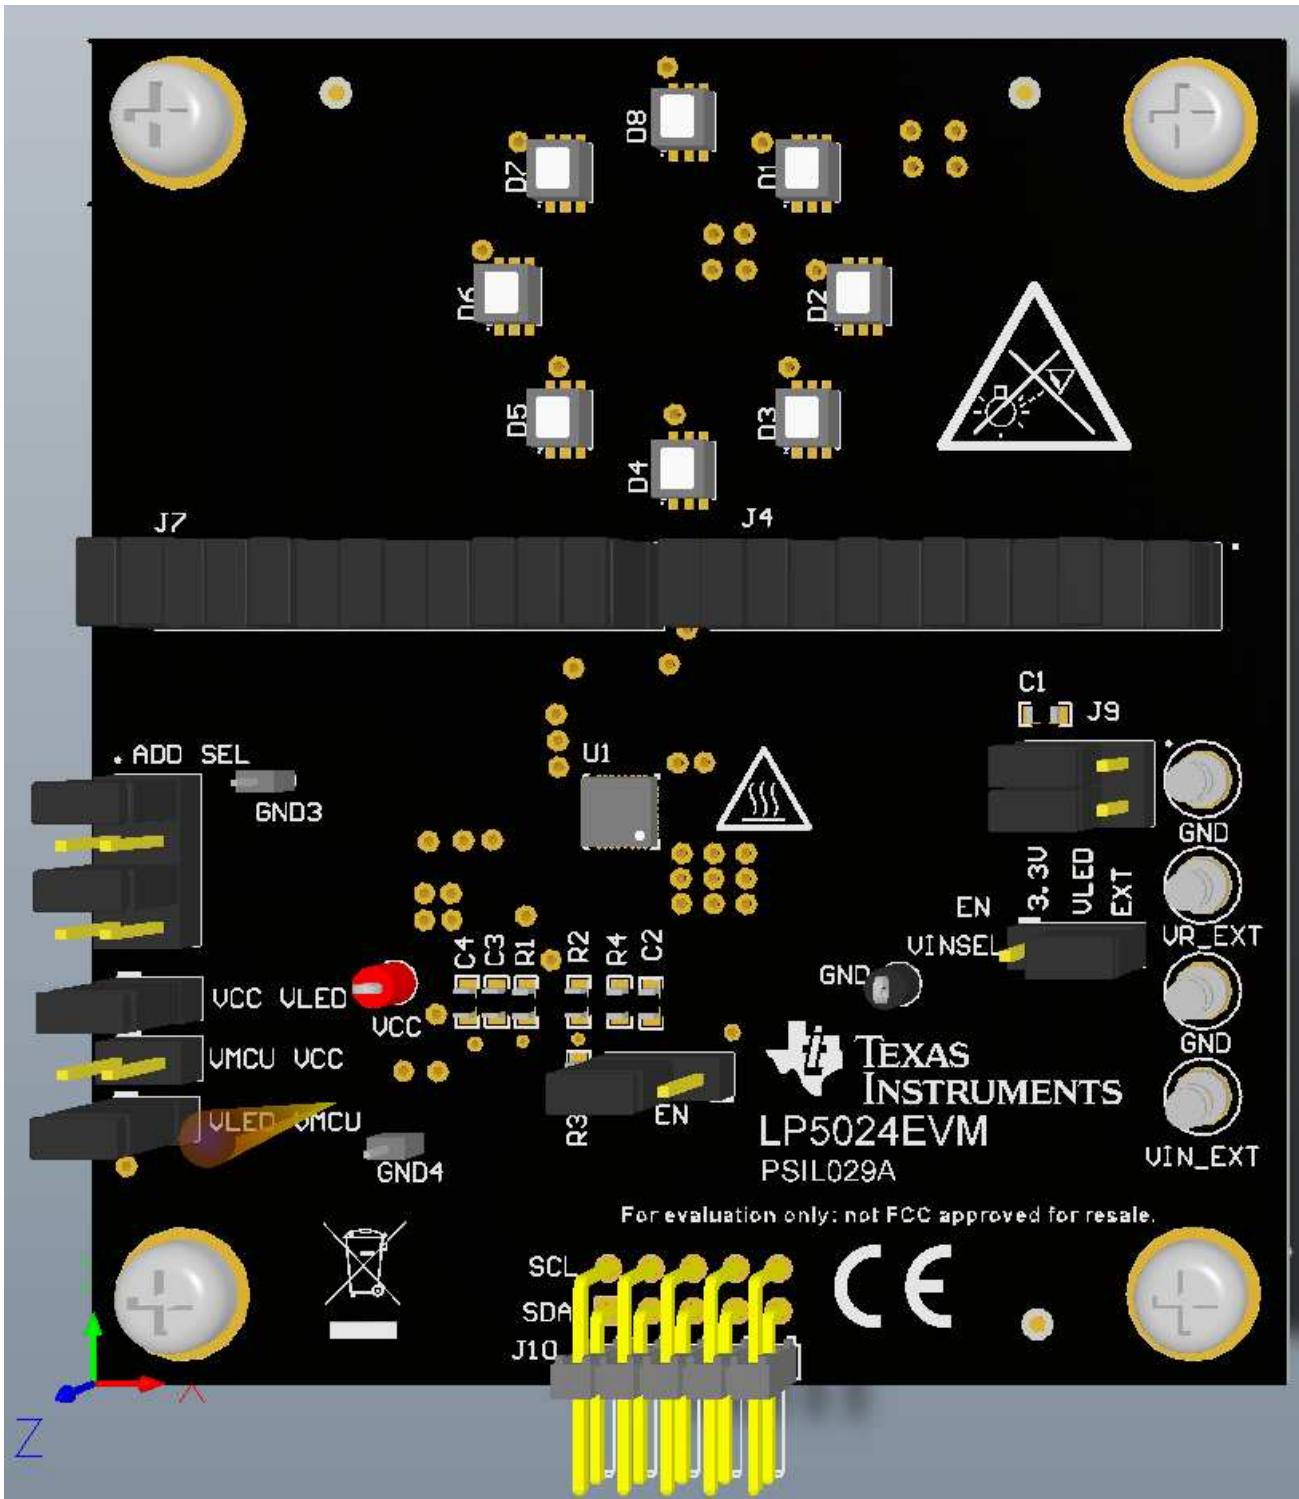 D8
D7
D1
D6
D2
D5
D3
D4
J7
J4
C1
J9
ADD SEL
U1
GND3
GND
3.3V
VLED
EXT
EN
VINSEL
VR_EXT
C4
C3
R1
R2
R4
C2
GND
VCC VLED
VCC
GND
VMCU VCC
TEXAS
INSTRUMENTS
VLED VMCU
R3
EN
LP5024EVM
VIN_EXT
GND4
PSIL029A
For evaluation only: not FCC approved for resale.
SCL
CE
SDA
J10
X
Z